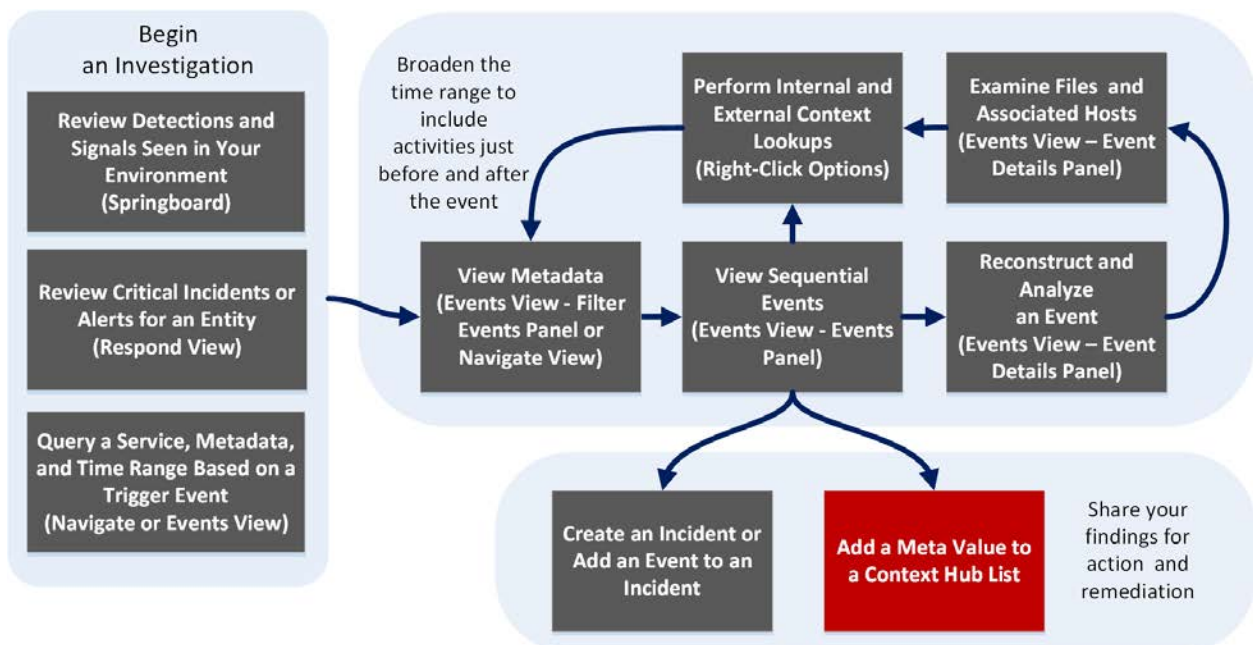 Begin
an Investigation
Review Detections and
Signals Seen in Your
Environment
(Springboard)
Review Critical Incidents or
Alerts for an Entity
(Respond View)
Query a Service, Metadata,
and Time Range Based on a
Trigger Event
(Navigate or Events View)
Broaden the
time range to
include
activities just
before and after
the event
Perform Internal and
External Context
Lookups
(Right-Click Options)
Examine Files and
Associated Hosts
(Events View – Event
Details Panel)
View Metadata
(Events View - Filter
Events Panel or
Navigate View)
View Sequential
Events
(Events View - Events
Panel)
Reconstruct and
Analyze
an Event
(Events View – Event
Details Panel)
Create an Incident or
Add an Event to an
Incident
Add a Meta Value to
a Context Hub List
Share your
findings for
action and
remediation